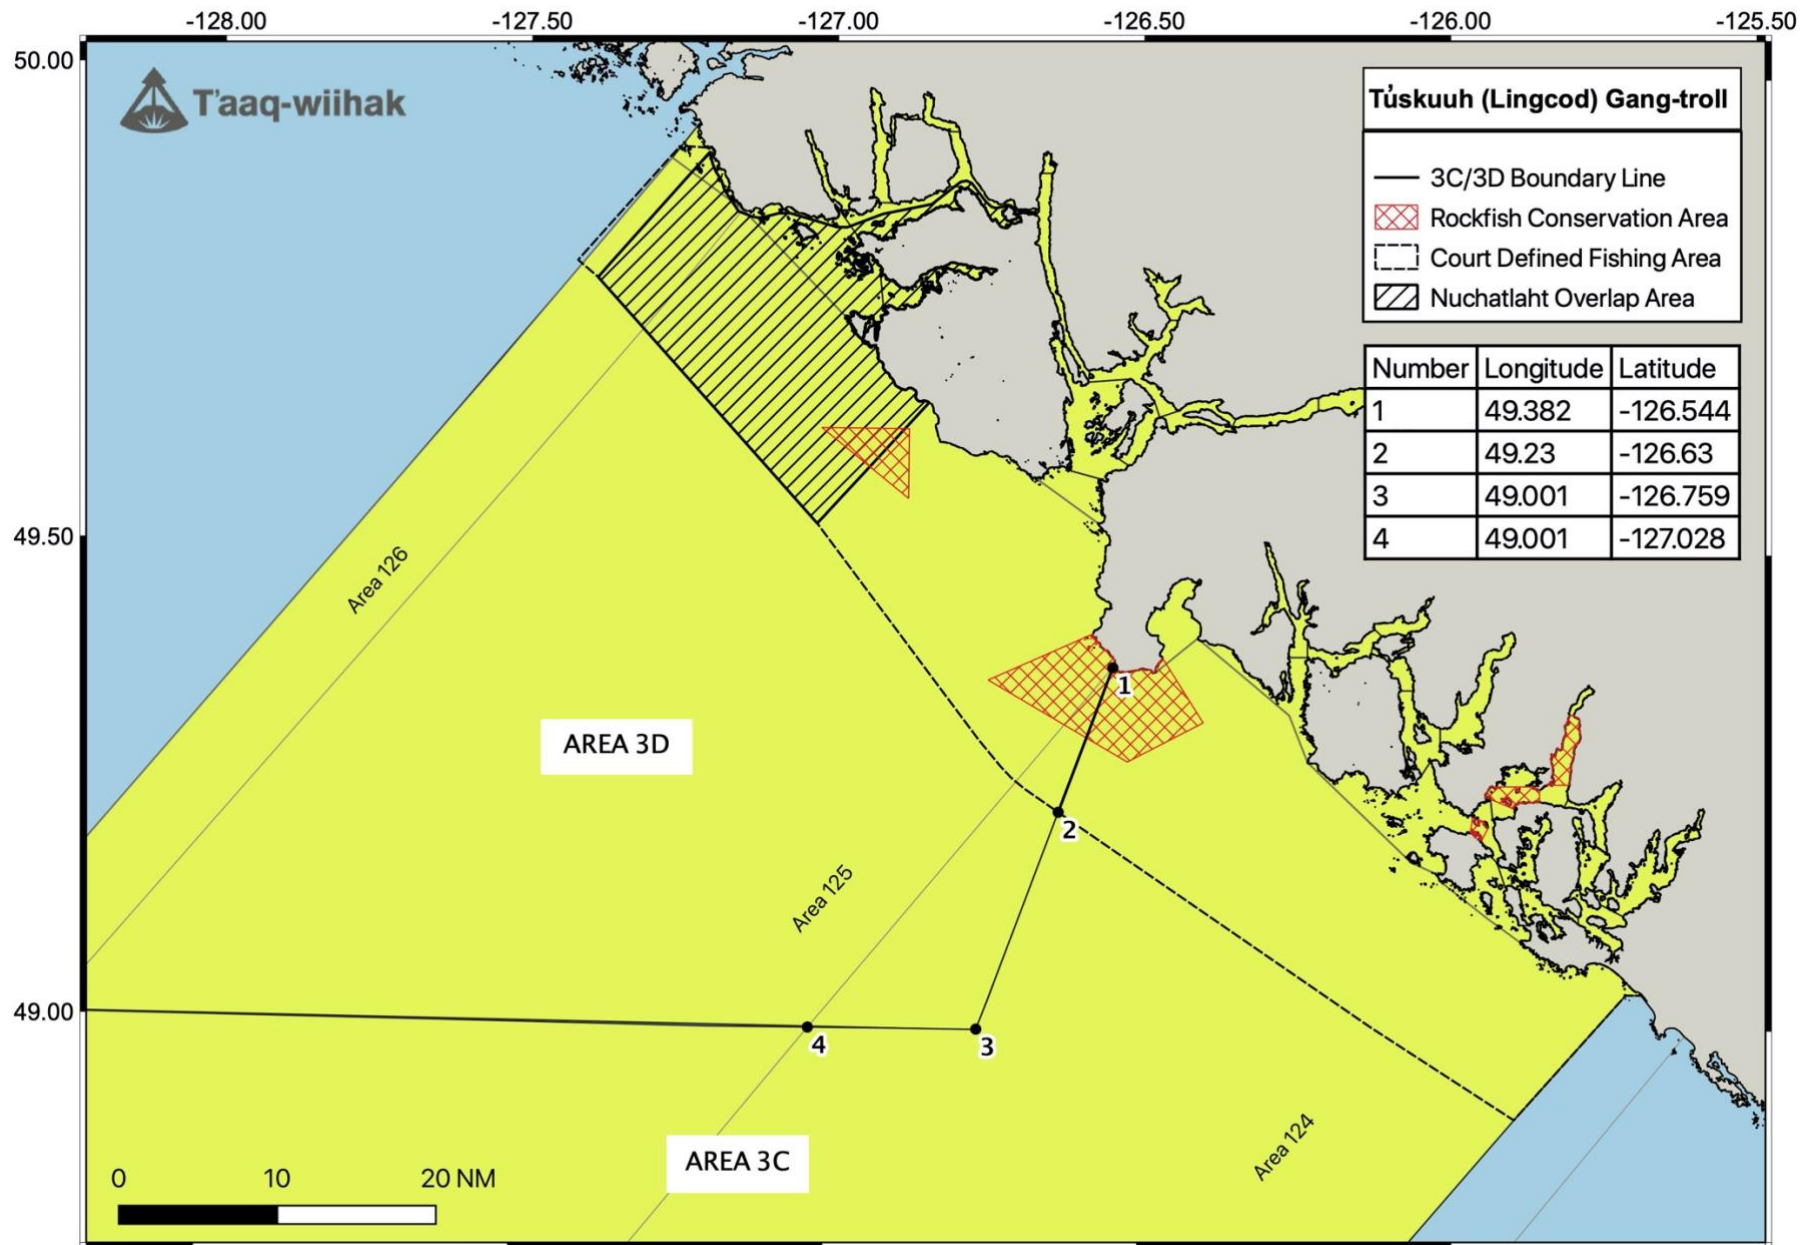 -128.00 -127.50 -127.00 -126.50 -126.00 -125.50
50.00
49.50
49.00
T̓aaq-wiihak
Tu̓skuuh (Lingcod) Gang-troll
3C/3D Boundary Line
Rockfish Conservation Area
Court Defined Fishing Area
Nuchatlaht Overlap Area
Number Longitude Latitude
1 49.382 -126.544
2 49.23 -126.63
3 49.001 -126.759
4 49.001 -127.028
Area 126
1
AREA 3D
2
Area 125
4
3
AREA 3C
Area 124
0 10 20 NM